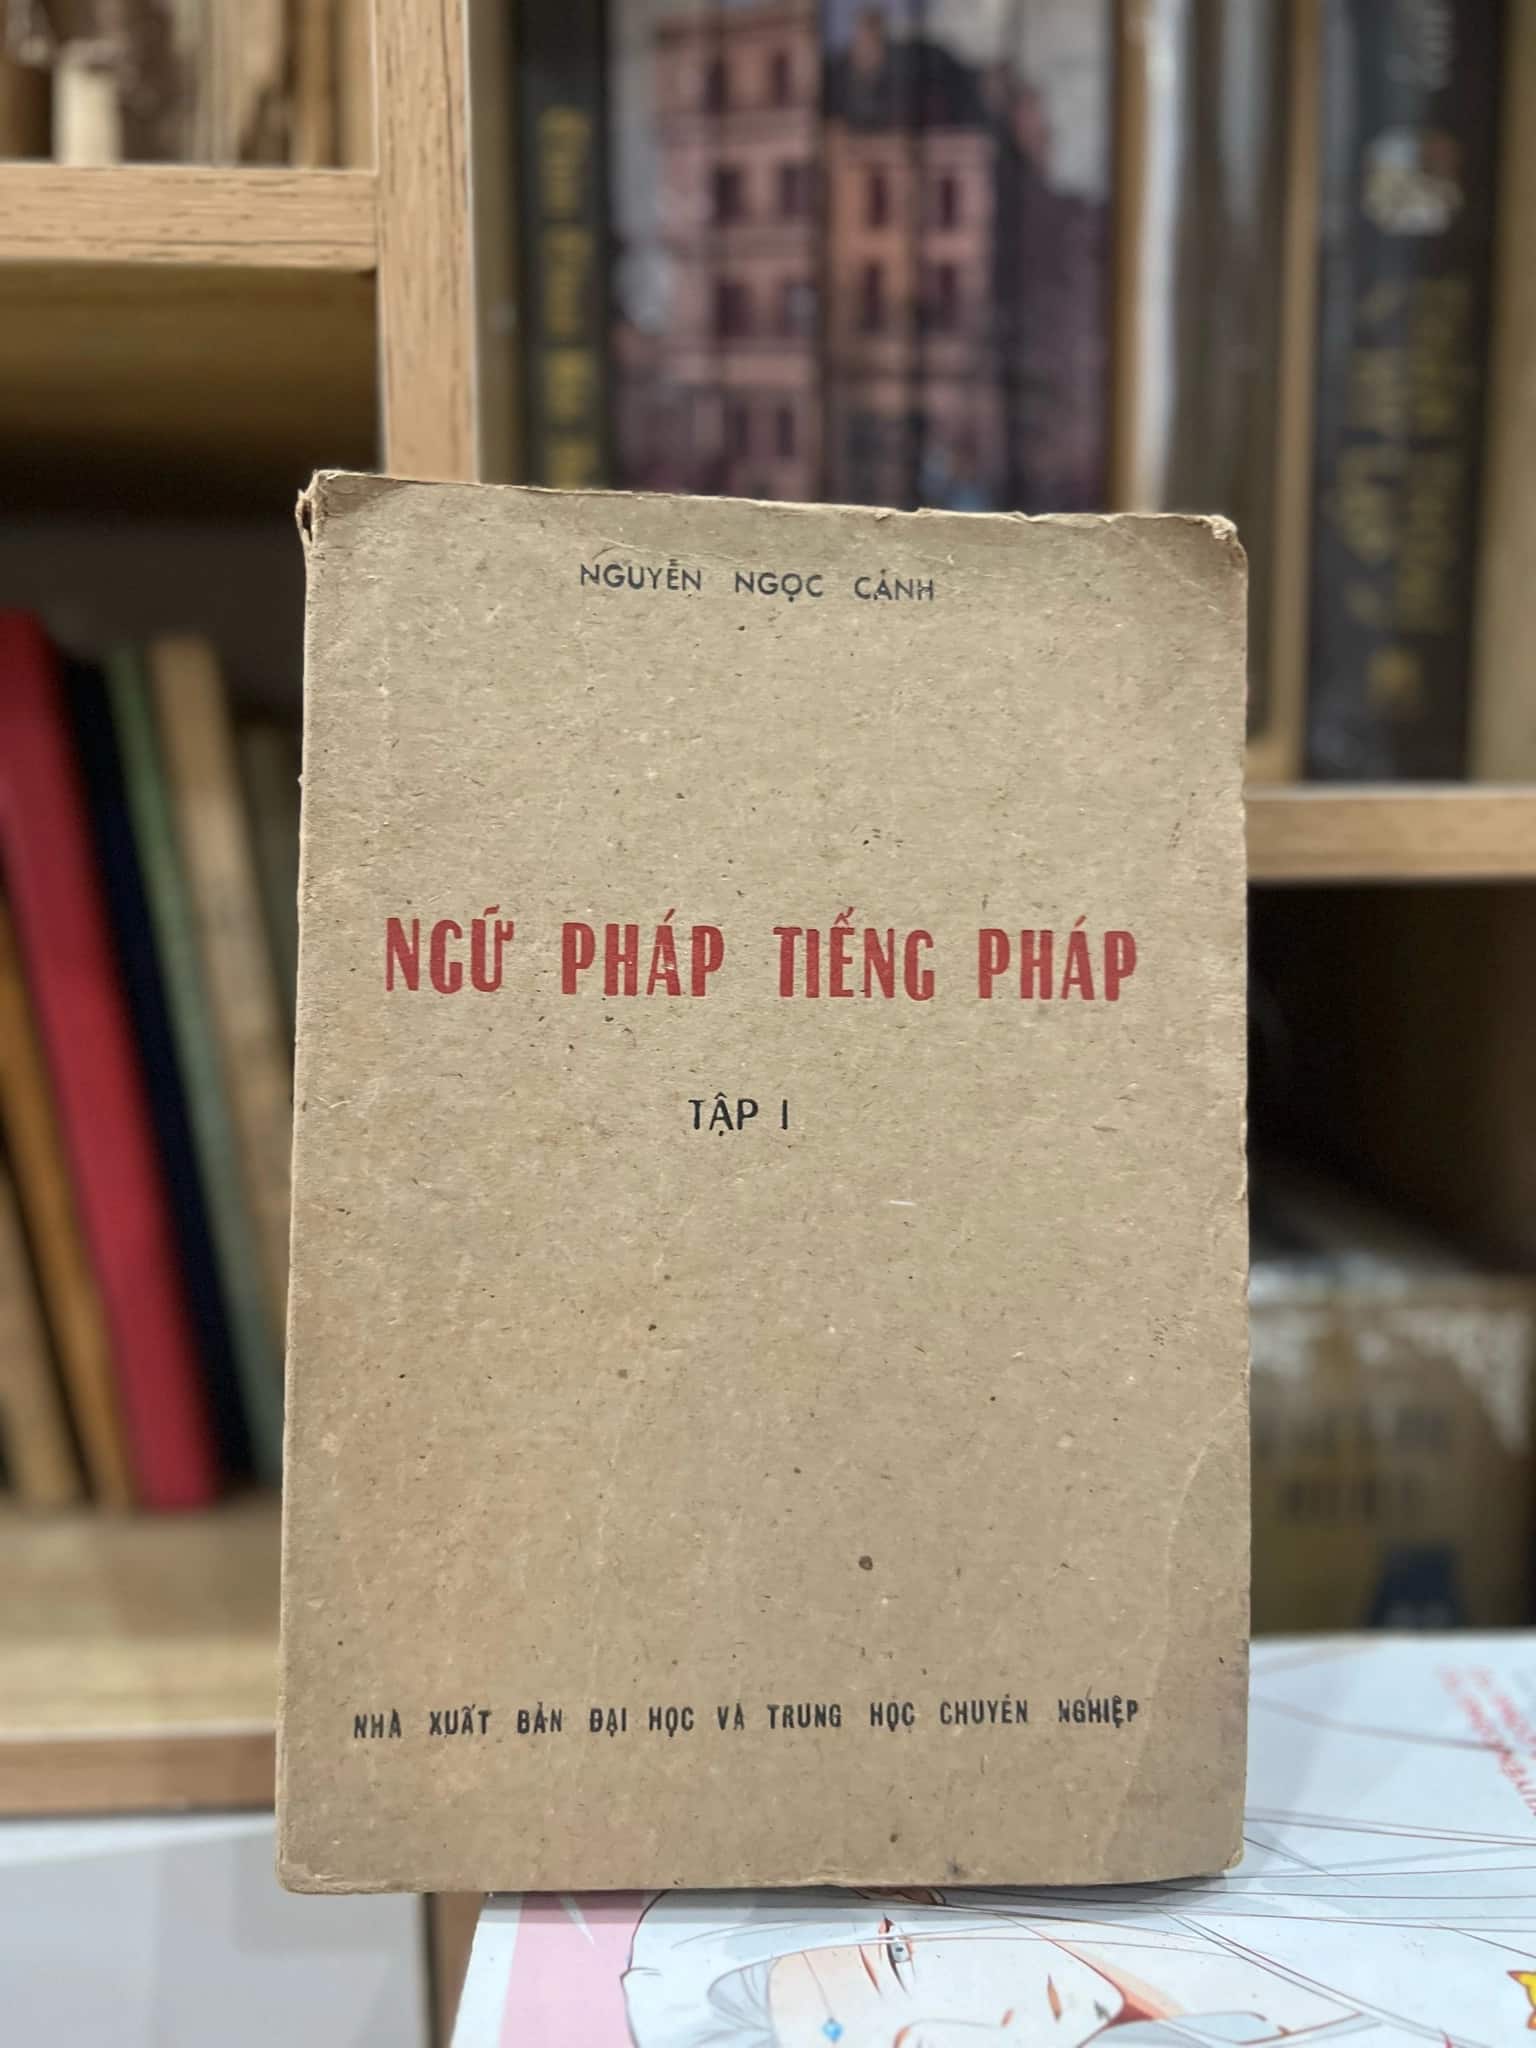 NGUYỄN NGỌC CẢNH
NGỮ PHÁP TIẾNG PHÁP
TẬP I
NHÀ XUẤT BẢN ĐẠI HỌC VÀ TRUNG HỌC CHUYÊN NGHIỆP